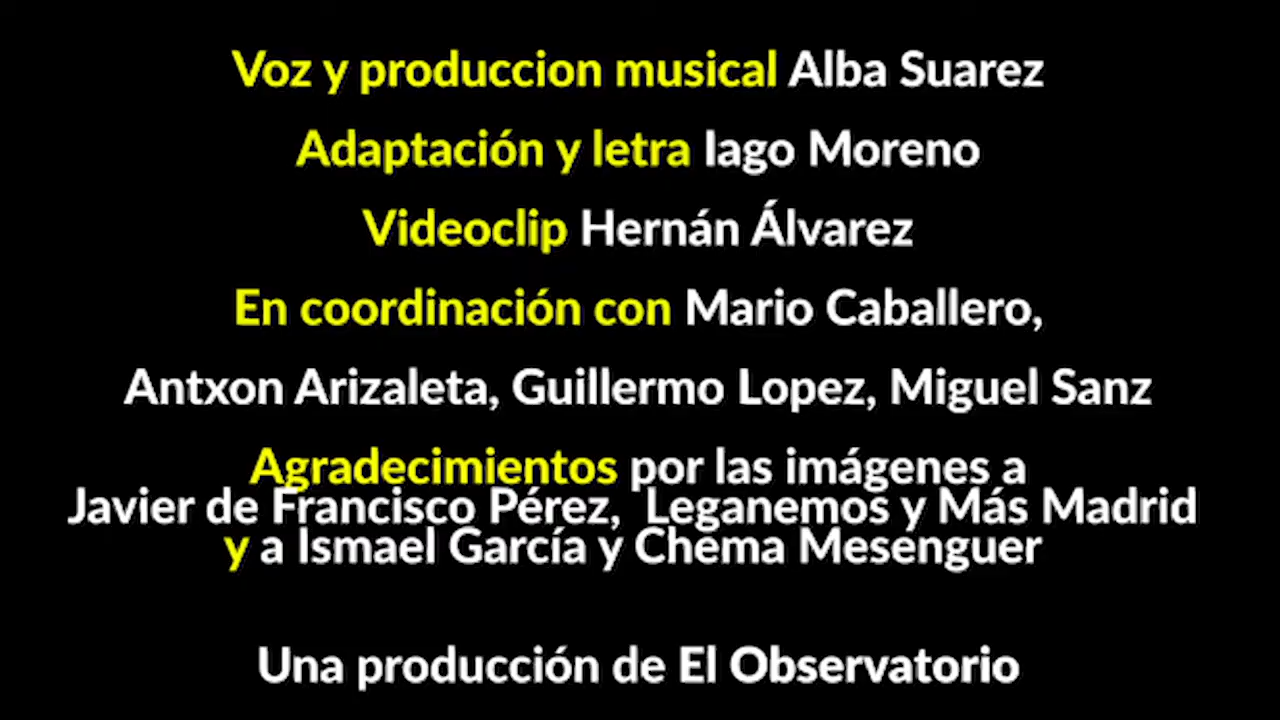 Voz y produccion musical Alba Suarez
Adaptación y letra Iago Moreno
Videoclip Hernán Álvarez
En coordinación con Mario Caballero,
Antxon Arizaleta, Guillermo Lopez, Miguel Sanz
Agradecimientos por las imágenes a
Javier de Francisco Pérez,  Leganemos y Más Madrid
y a Ismael García y Chema Mesenguer
Una producción de El Observatorio